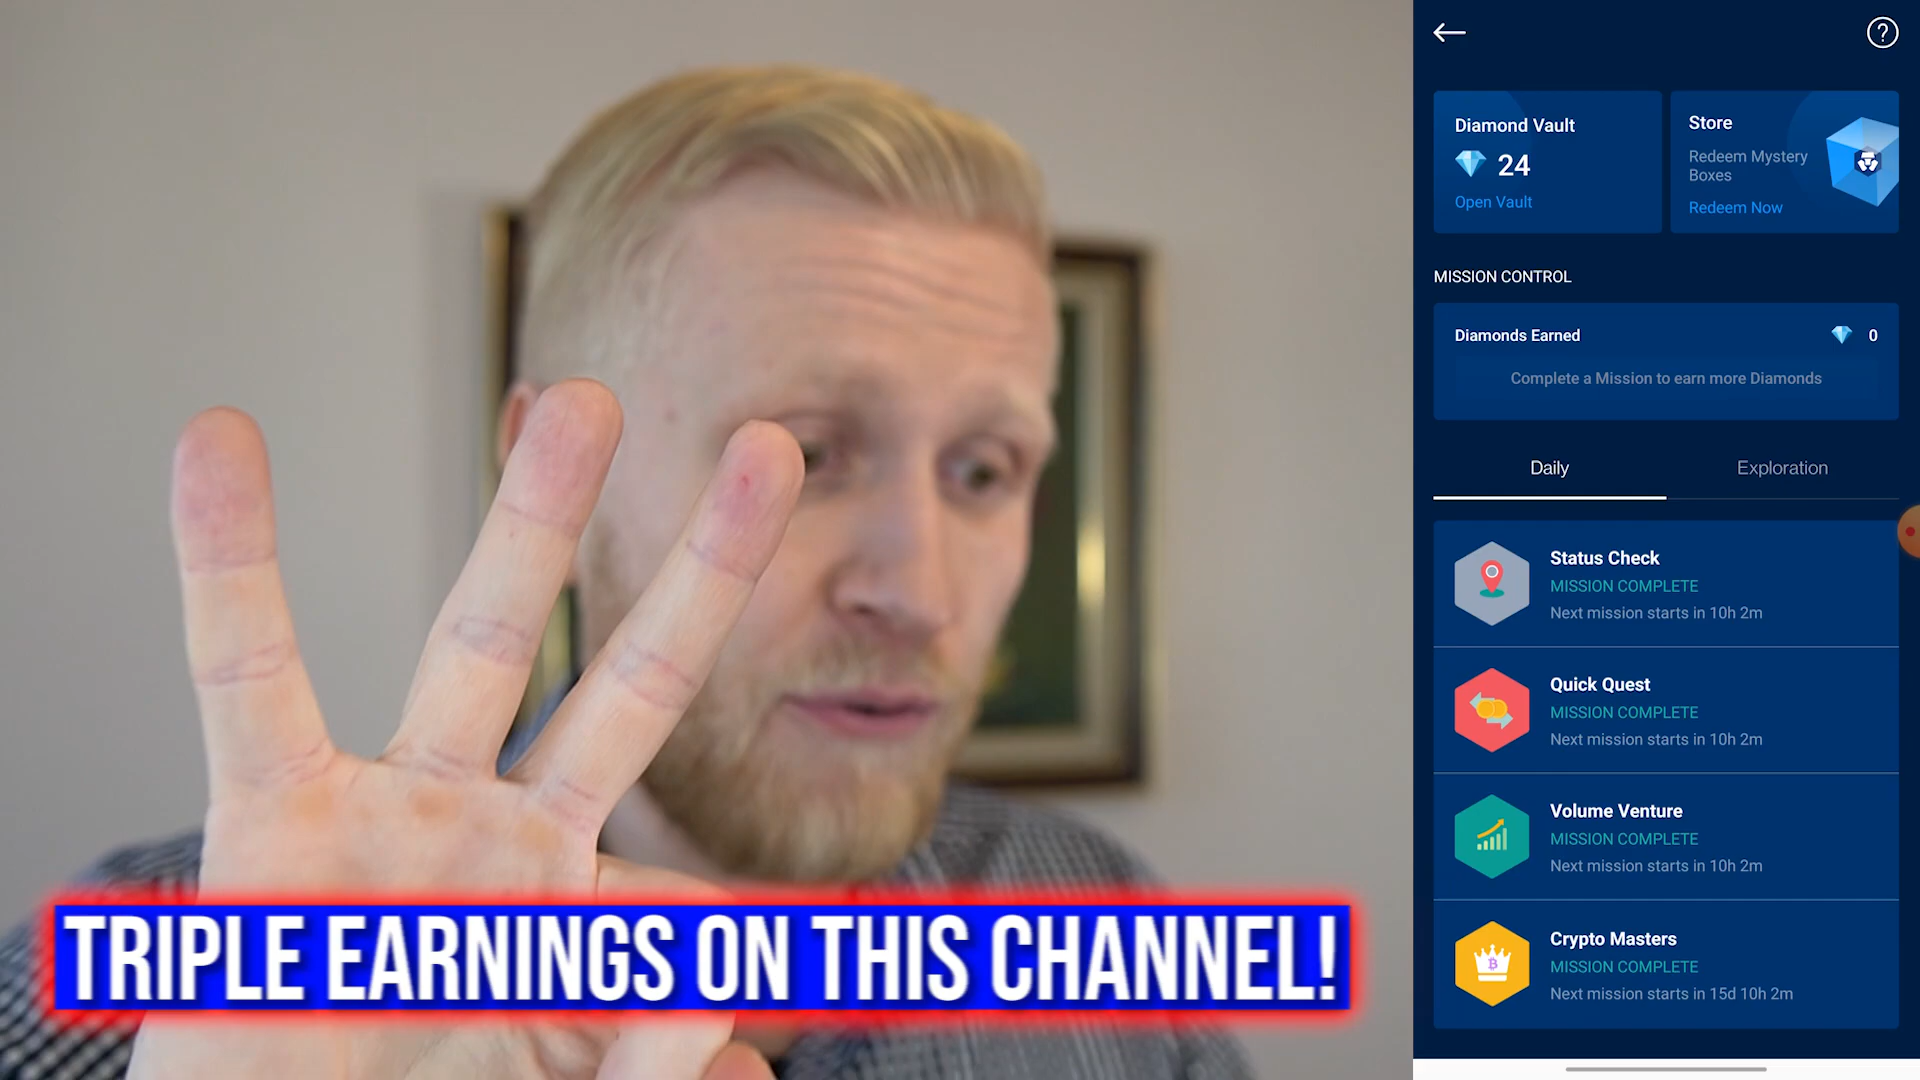 TRIPLE EARNINGS ON THIS CHANNEL!
?
Diamond Vault
24
Open Vault
Store
Redeem Mystery
Boxes
Redeem Now
MISSION CONTROL
Diamonds Earned
0
Complete a Mission to earn more Diamonds
Daily
Exploration
Status Check
MISSION COMPLETE
Next mission starts in 10h 2m
Quick Quest
MISSION COMPLETE
Next mission starts in 10h 2m
Volume Venture
MISSION COMPLETE
Next mission starts in 10h 2m
Crypto Masters
MISSION COMPLETE
Next mission starts in 15d 10h 2m